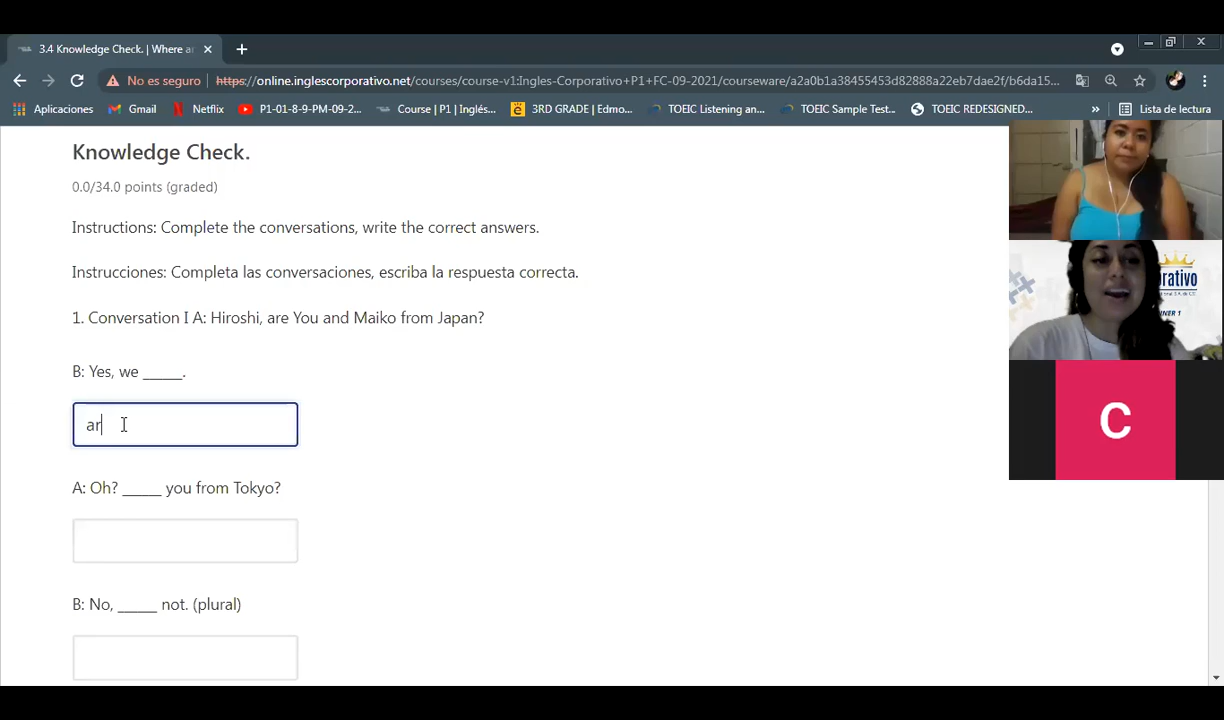 3.4 Knowledge Check. | Where ar
No es seguro
https://online.inglescorporativo.net/courses/course-v1:Ingles-Corporativo+P1+FC-09-2021/courseware/a2a0b1a38455453d82888a22eb7dae2f/b6da15...
Aplicaciones Gmail Netflix P1-01-8-9-PM-09-2... Course | P1 | Inglés... 3RD GRADE | Edmo... TOEIC Listening an... TOEIC Sample Test... TOEIC REDESIGNED... » Lista de lectura
Knowledge Check.
0.0/34.0 points (graded)
Instructions: Complete the conversations, write the correct answers.
Instrucciones: Completa las conversaciones, escriba la respuesta correcta.
1. Conversation I A: Hiroshi, are You and Maiko from Japan?
B: Yes, we _____.
ar
A: Oh? _____ you from Tokyo?
B: No, _____ not. (plural)
orativo
NNER 1
C